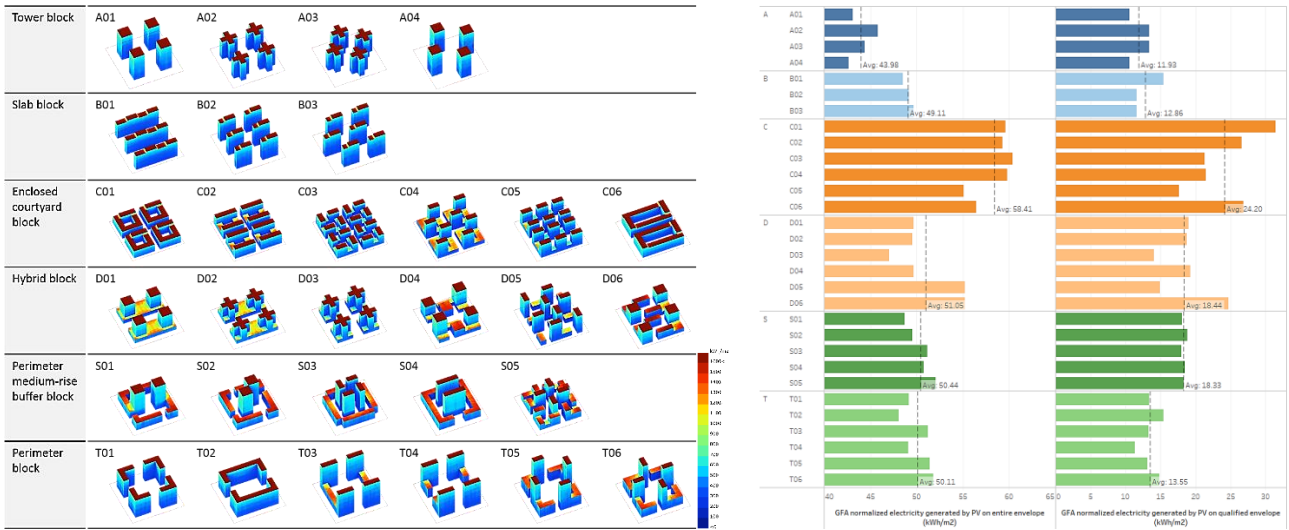 Tower block
A01 A02 A03 A04
Slab block
B01 B02 B03
Enclosed
courtyard
block
C01 C02 C03 C04 C05 C06
Hybrid block
D01 D02 D03 D04 D05 D06
Perimeter
medium-rise
buffer block
S01 S02 S03 S04 S05
Perimeter
block
T01 T02 T03 T04 T05 T06
A A01
A02
A03
A04
Avg: 43.98 Avg: 11.93
B B01
B02
B03
Avg: 49.11 Avg: 12.86
C C01
C02
C03
C04
C05
C06
Avg: 58.41 Avg: 24.20
D D01
D02
D03
D04
D05
D06
Avg: 51.05 Avg: 18.44
S S01
S02
S03
S04
S05
Avg: 50.44 Avg: 18.33
T T01
T02
T03
T04
T05
T06
Avg: 50.11 Avg: 13.55
40 45 50 55 60 65 0 5 10 15 20 25 30
GFA normalized electricity generated by PV on entire envelope
(kWh/m2)
GFA normalized electricity generated by PV on qualified envelope
(kWh/m2)